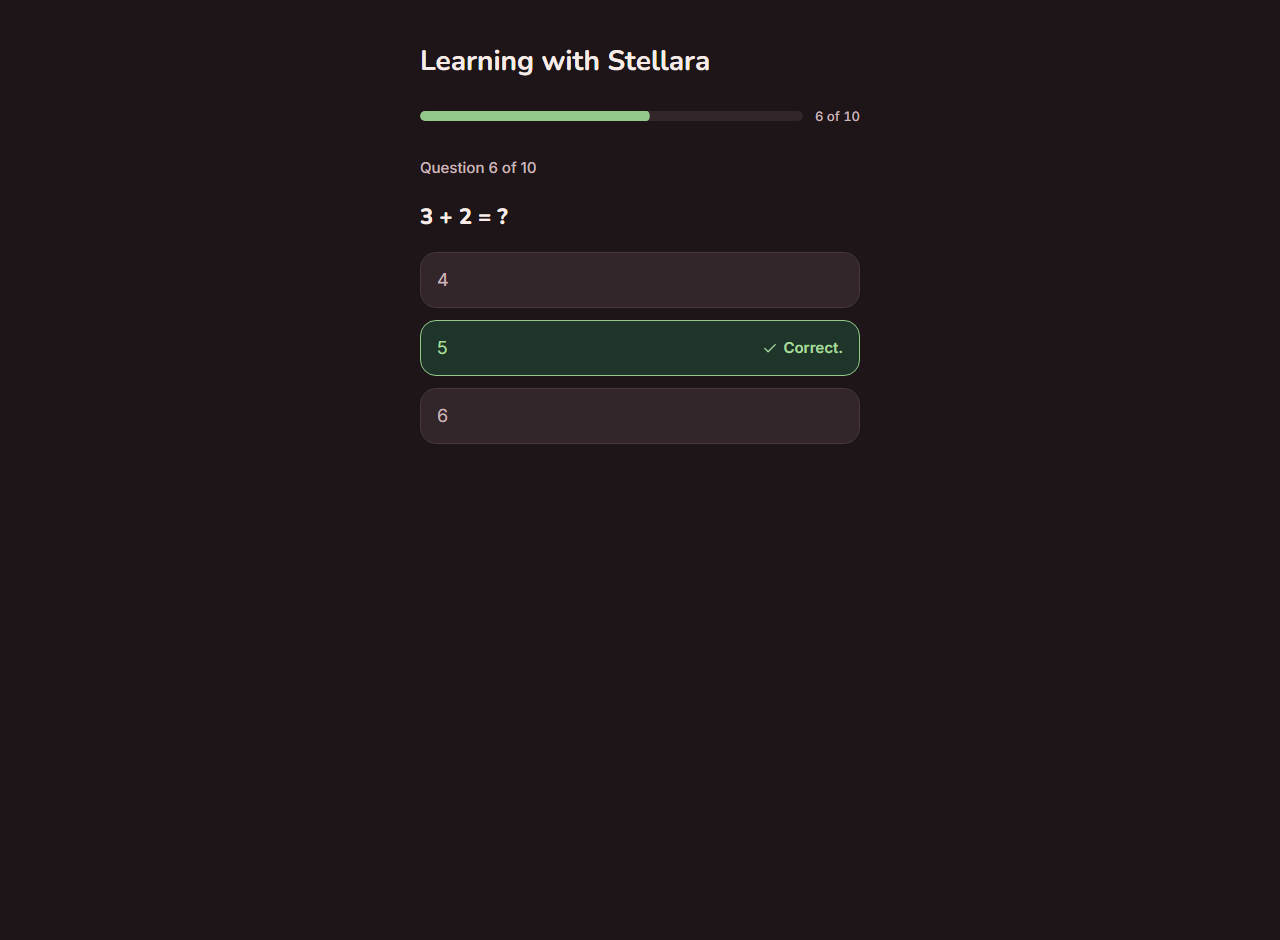 Learning with Stellara
6 of 10
Question 6 of 10
3 + 2 = ?
4
5 ✓ Correct.
6